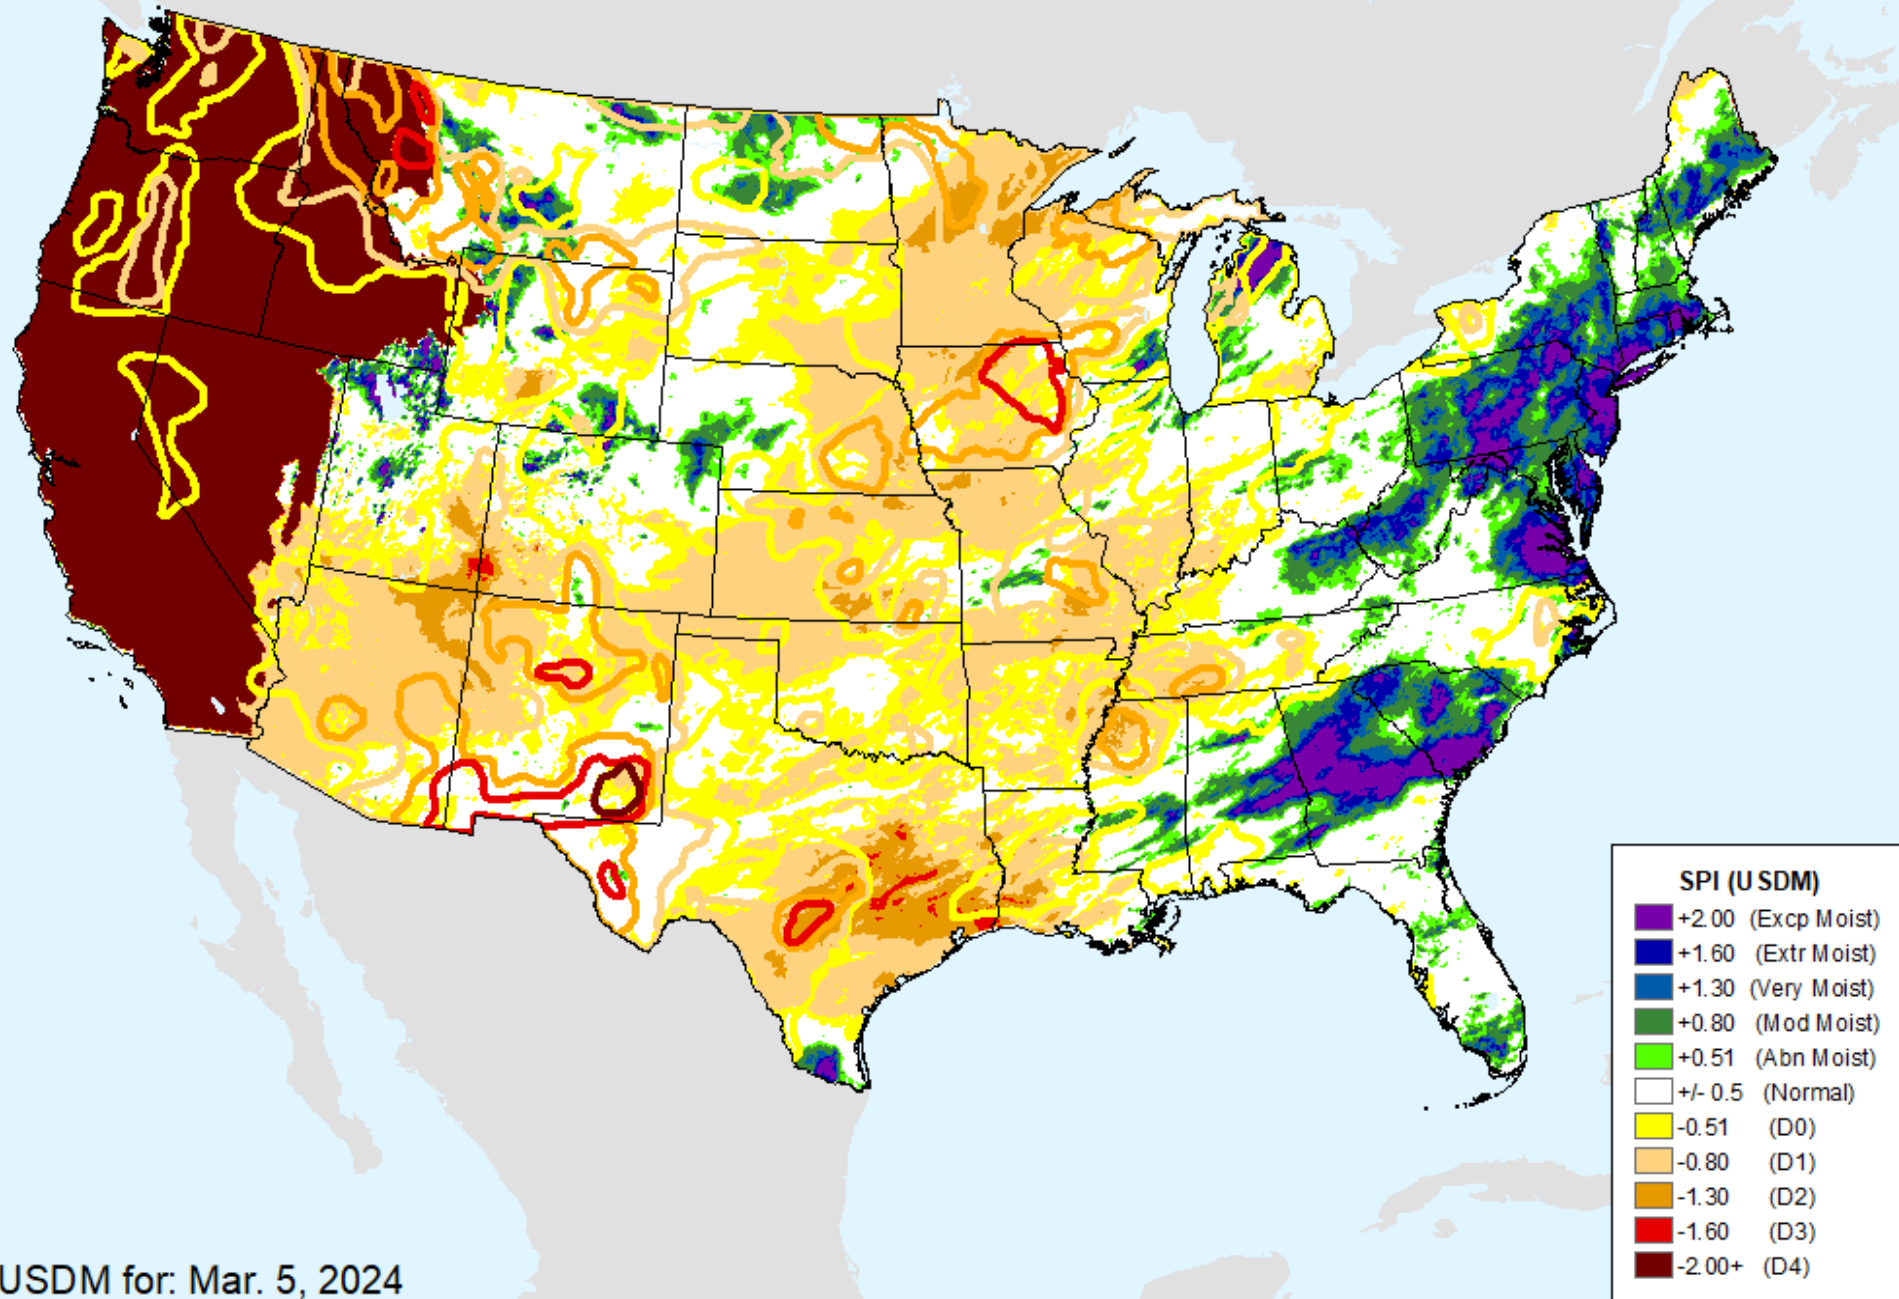 SPI (USDM)
+2.00 (Excp Moist)
+1.60 (Extr Moist)
+1.30 (Very Moist)
+0.80 (Mod Moist)
+0.51 (Abn Moist)
+/- 0.5 (Normal)
-0.51 (D0)
-0.80 (D1)
-1.30 (D2)
-1.60 (D3)
-2.00+ (D4)
USDM for: Mar. 5, 2024